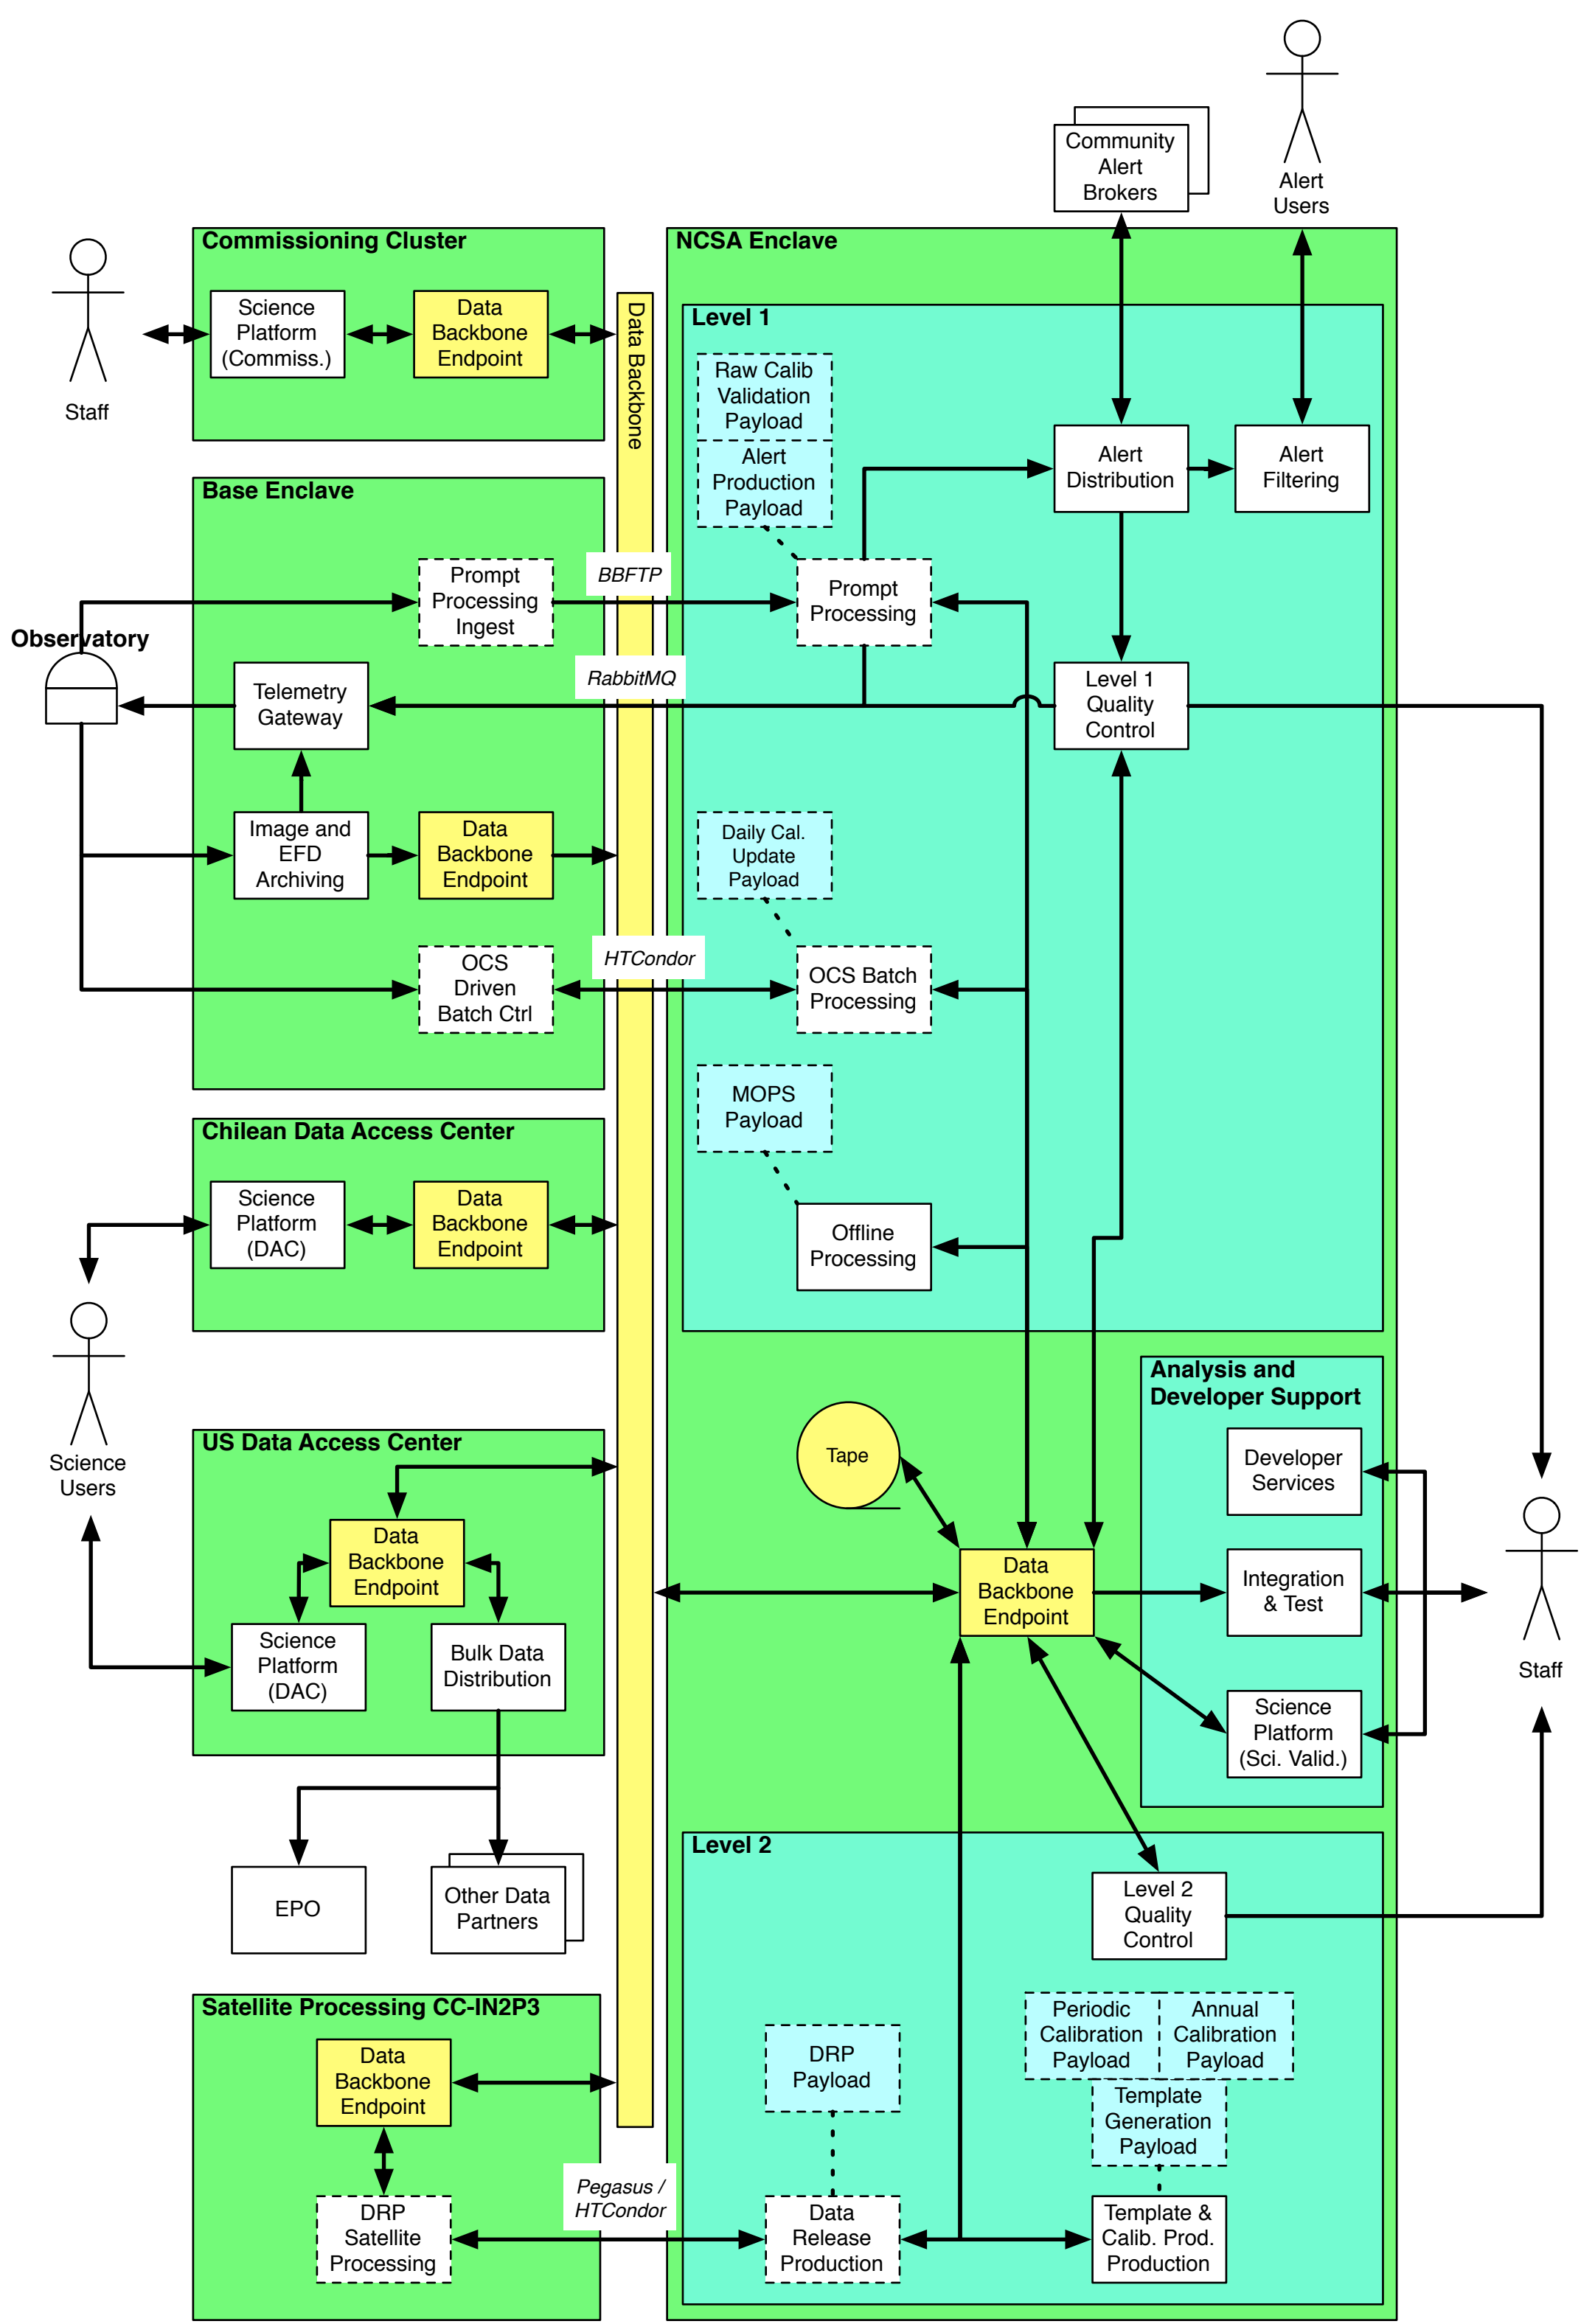 Community
Alert
Brokers
Alert
Users
Commissioning Cluster
Science
Platform
(Commiss.)
Data
Backbone
Endpoint
Staff
Data Backbone
NCSA Enclave
Level 1
Raw Calib
Validation
Payload
Alert
Production
Payload
Alert
Distribution
Alert
Filtering
Base Enclave
Prompt
Processing
Ingest
BBFTP
Prompt
Processing
Observatory
Telemetry
Gateway
RabbitMQ
Level 1
Quality
Control
Image and
EFD
Archiving
Data
Backbone
Endpoint
Daily Cal.
Update
Payload
OCS
Driven
Batch Ctrl
HTCondor
OCS Batch
Processing
MOPS
Payload
Offline
Processing
Chilean Data Access Center
Science
Platform
(DAC)
Data
Backbone
Endpoint
Science
Users
US Data Access Center
Data
Backbone
Endpoint
Science
Platform
(DAC)
Bulk Data
Distribution
EPO
Other Data
Partners
Tape
Data
Backbone
Endpoint
Analysis and
Developer Support
Developer
Services
Integration
& Test
Science
Platform
(Sci. Valid.)
Staff
Level 2
Level 2
Quality
Control
Periodic
Calibration
Payload
Annual
Calibration
Payload
Template
Generation
Payload
DRP
Payload
Data
Release
Production
Template &
Calib. Prod.
Production
Satellite Processing CC-IN2P3
Data
Backbone
Endpoint
DRP
Satellite
Processing
Pegasus /
HTCondor